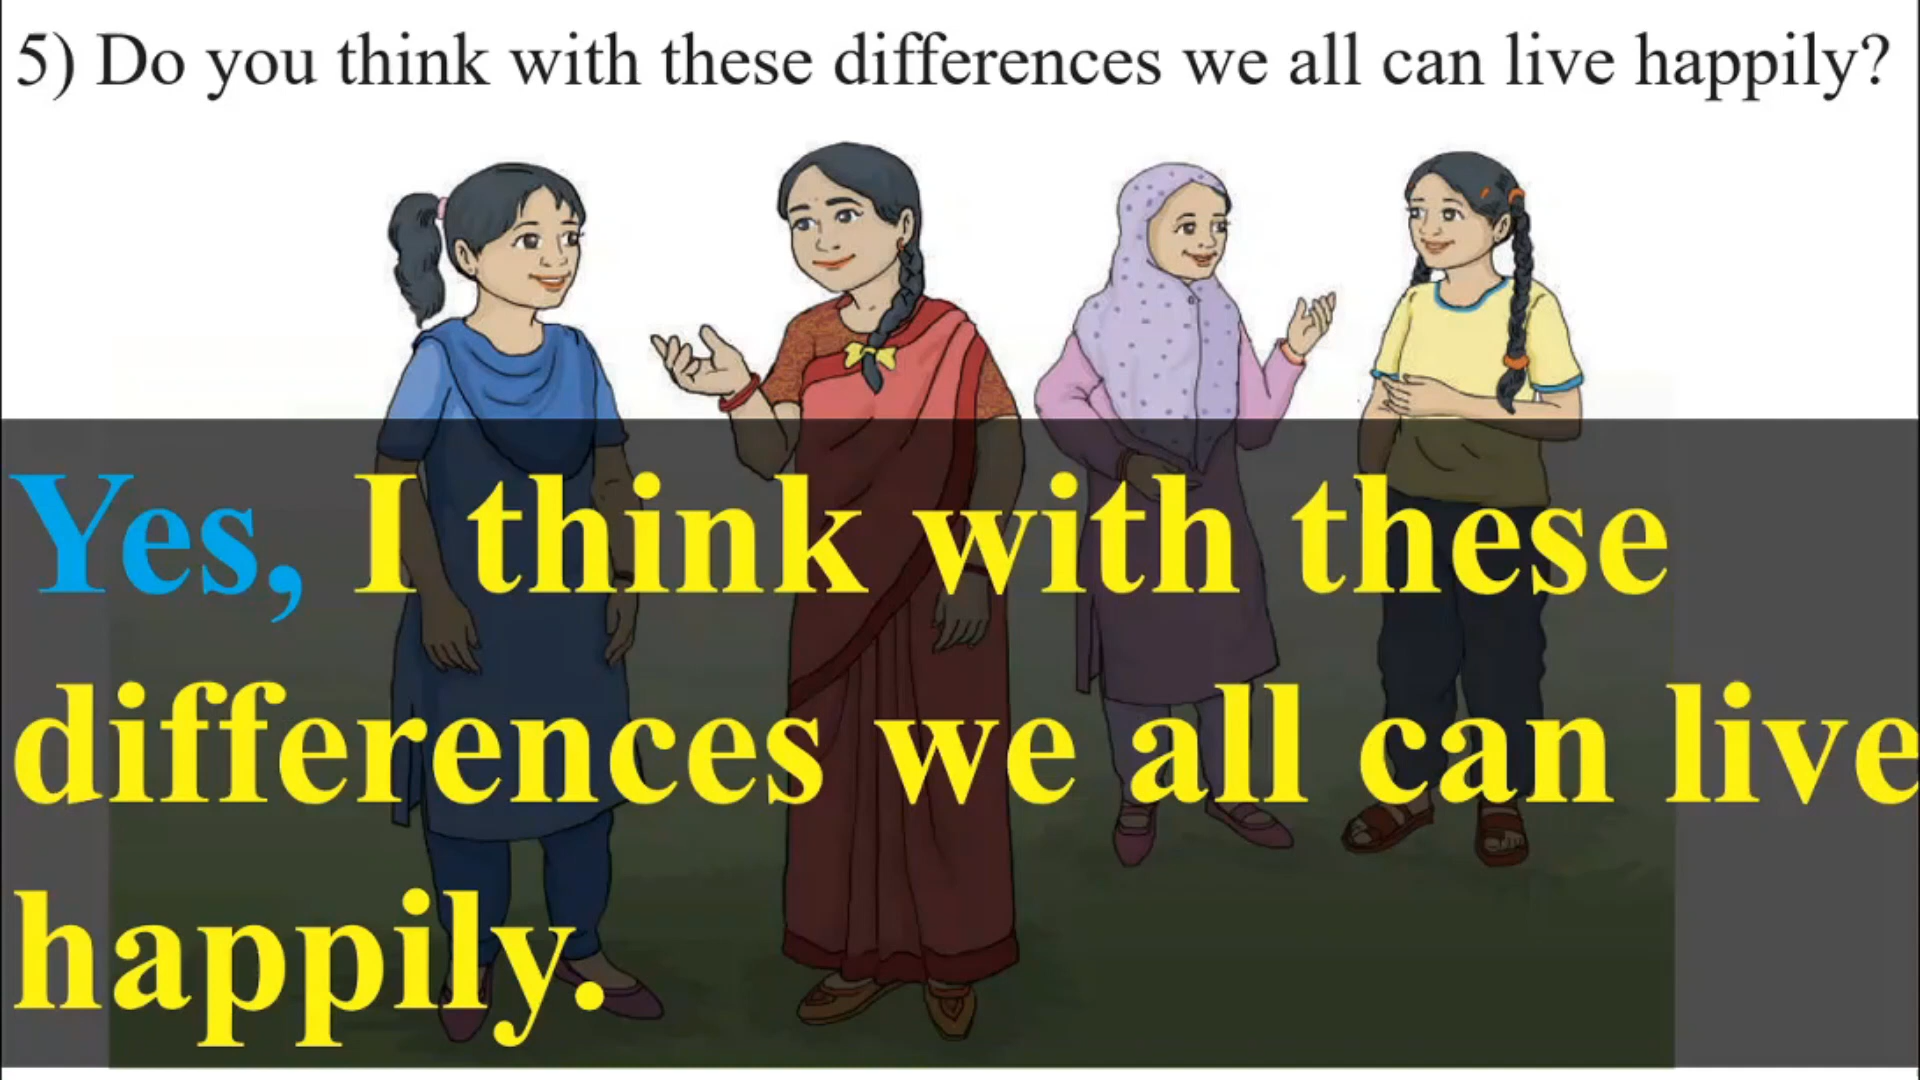 5) Do you think with these differences we all can live happily?
Yes, I think with these
differences we all can live
happily.